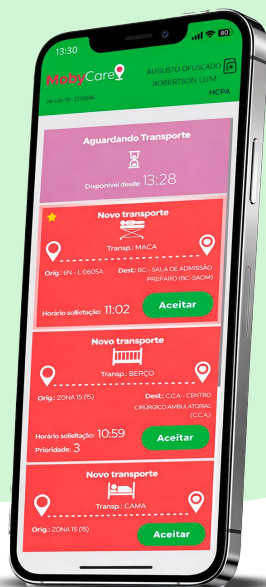 13:30
80
MobyCare
AUGUSTO OFUSCADO
ROBERTSON LUM
HCPA
Aguardando Transporte
Disponível desde: 13:28
Novo transporte
Transp.: MACA
Orig.: 6N - L:0605A
Dest.: BC - SALA DE ADMISSÃO
PREPARO (BC-SADM)
Horário solicitação: 11:02
Aceitar
Novo transporte
Transp.: BERÇO
Orig.: ZONA 15 (15)
Dest.: C.C.A - CENTRO
CIRÚRGICO AMBULATORIAL
(C.C.A.)
Horário solicitação: 10:59
Prioridade: 3
Aceitar
Novo transporte
Transp.: CAMA
Orig.: ZONA 15 (15)
Aceitar